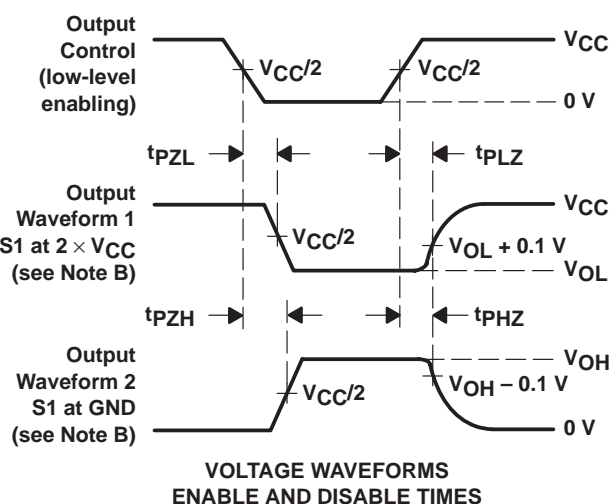 Output
Control
(low-level
enabling)
VCC/2
VCC/2
VCC
0 V
tPZL
tPLZ
Output
Waveform 1
S1 at 2 × VCC
(see Note B)
VCC/2
VCC
VOL + 0.1 V
VOL
tPZH
tPHZ
Output
Waveform 2
S1 at GND
(see Note B)
VCC/2
VOH
VOH – 0.1 V
0 V
VOLTAGE WAVEFORMS
ENABLE AND DISABLE TIMES